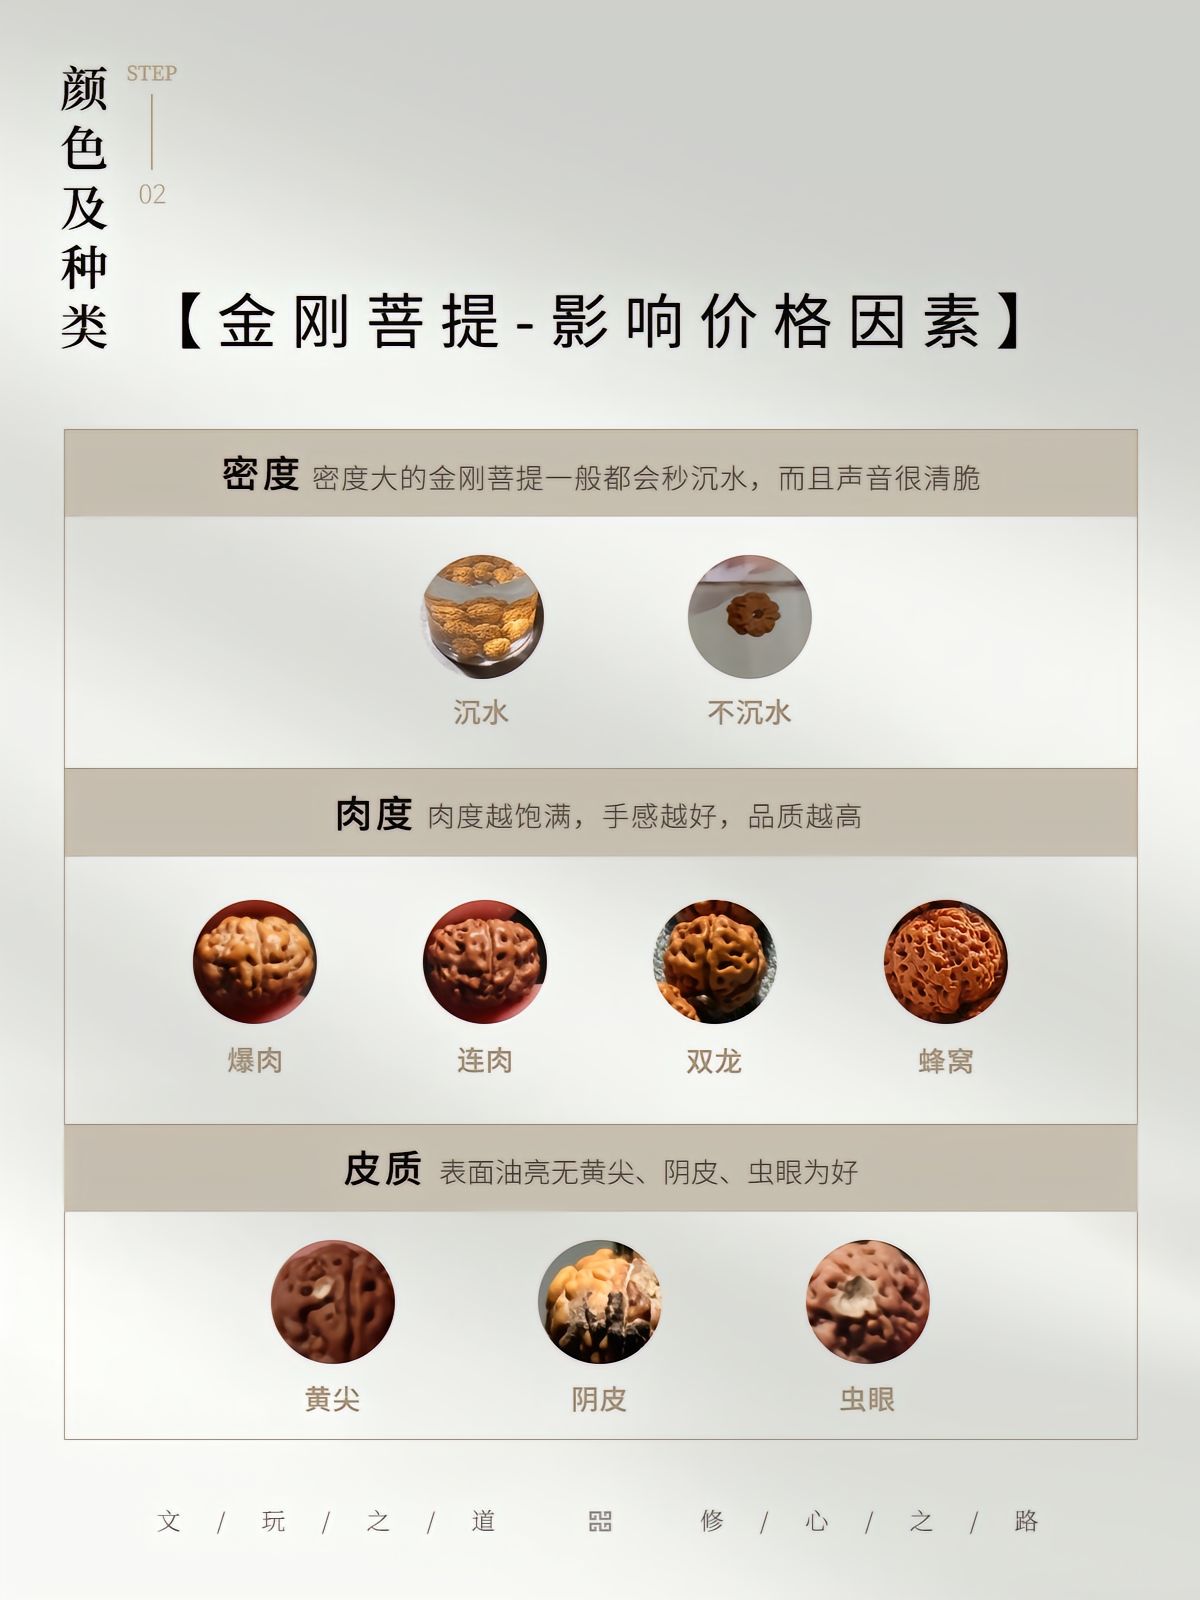 颜色及种类
STEP
02
【金刚菩提-影响价格因素】
密度 密度大的金刚菩提一般都会秒沉水，而且声音很清脆
沉水 不沉水
肉度 肉度越饱满，手感越好，品质越高
爆肉 连肉 双龙 蜂窝
皮质 表面油亮无黄尖、阴皮、虫眼为好
黄尖 阴皮 虫眼
文 / 玩 / 之 / 道 修 / 心 / 之 / 路